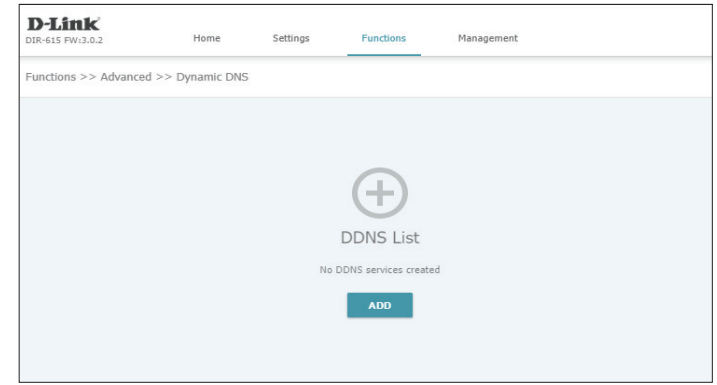 D-Link
DIR-615 FW:3.0.2 Home Settings Functions Management
Functions >> Advanced >> Dynamic DNS
DDNS List
No DDNS services created
ADD